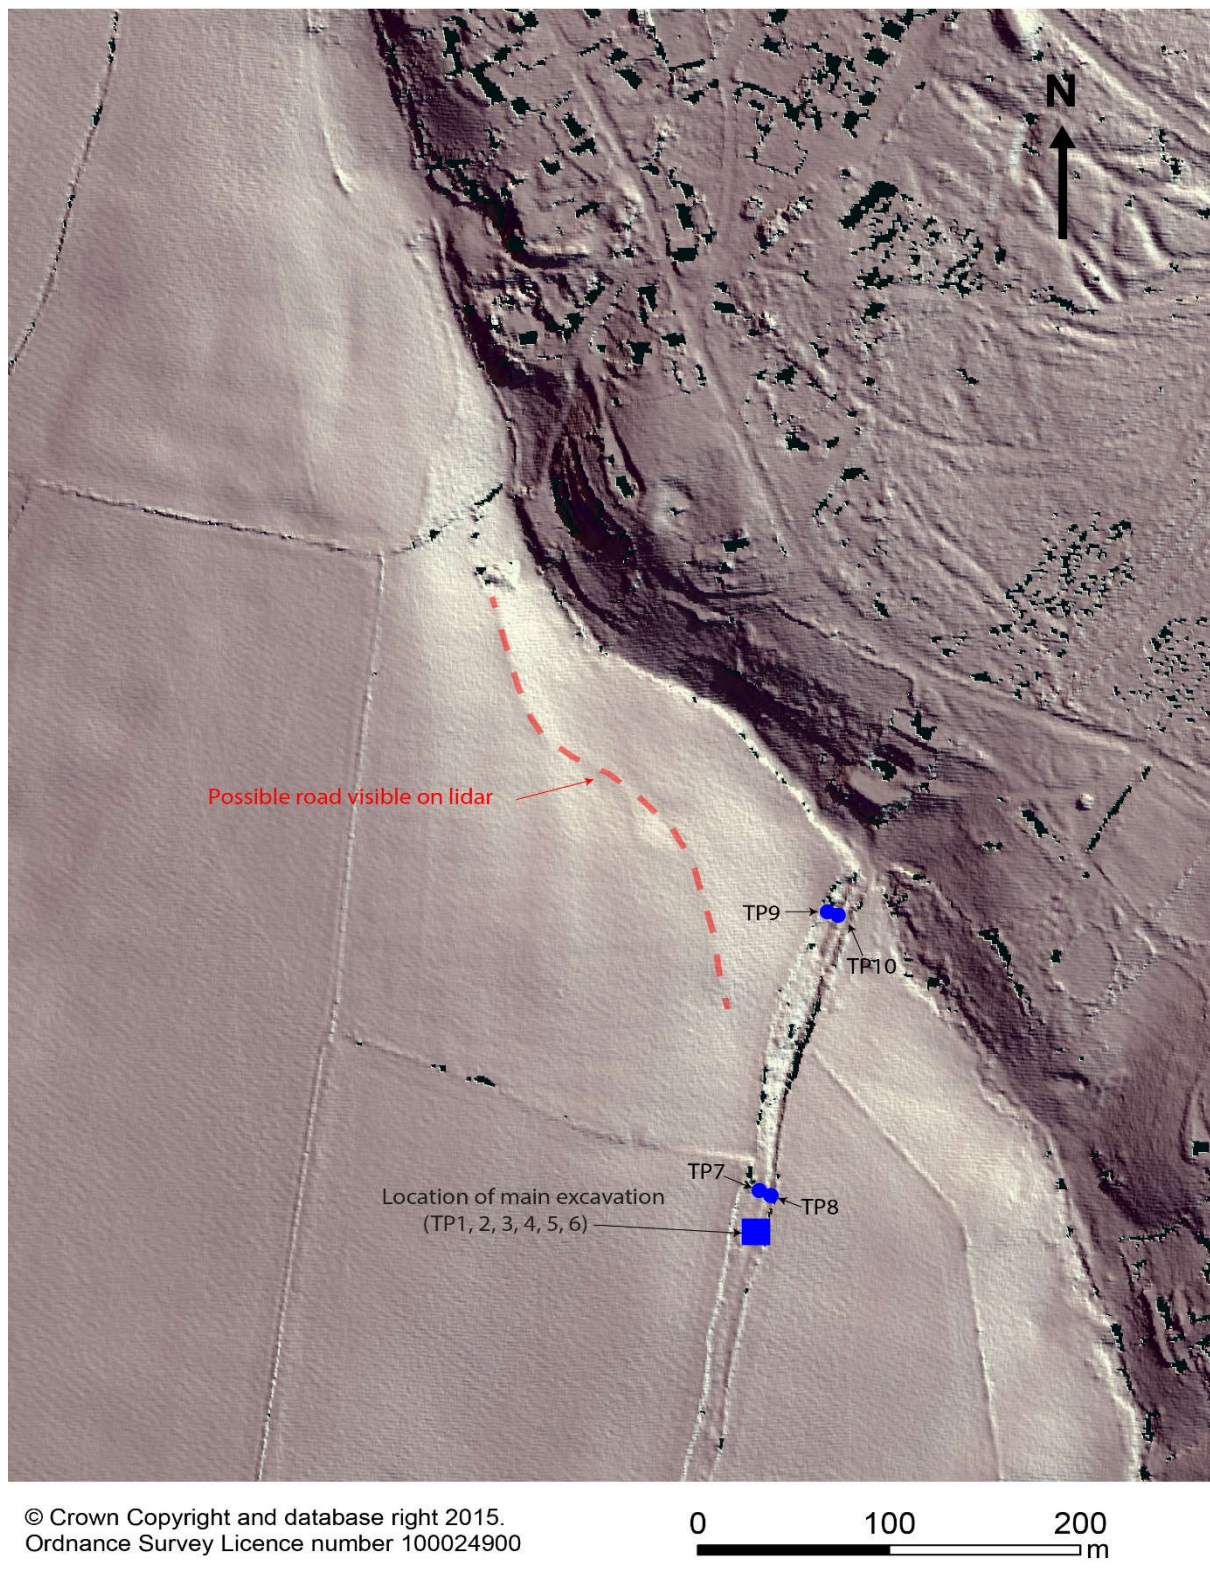 N
Possible road visible on lidar
TP9
TP10
TP7
Location of main excavation
(TP1, 2, 3, 4, 5, 6)
TP8
© Crown Copyright and database right 2015.
Ordnance Survey Licence number 100024900
0 100 200
m